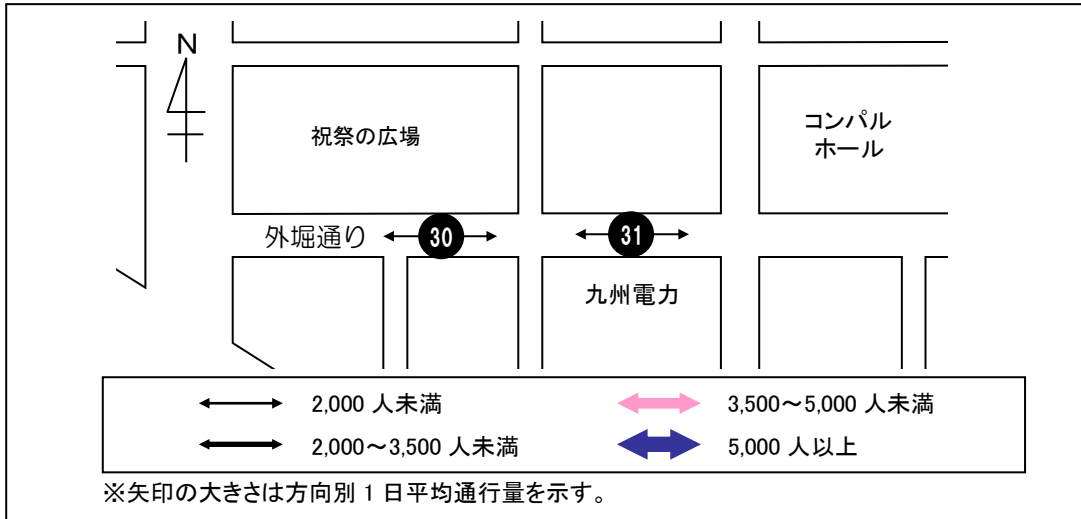 N
祝祭の広場
コンパル
ホール
外堀通り
30
31
九州電力
2,000 人未満
3,500～5,000 人未満
2,000～3,500 人未満
5,000 人以上
※矢印の大きさは方向別 1 日平均通行量を示す。